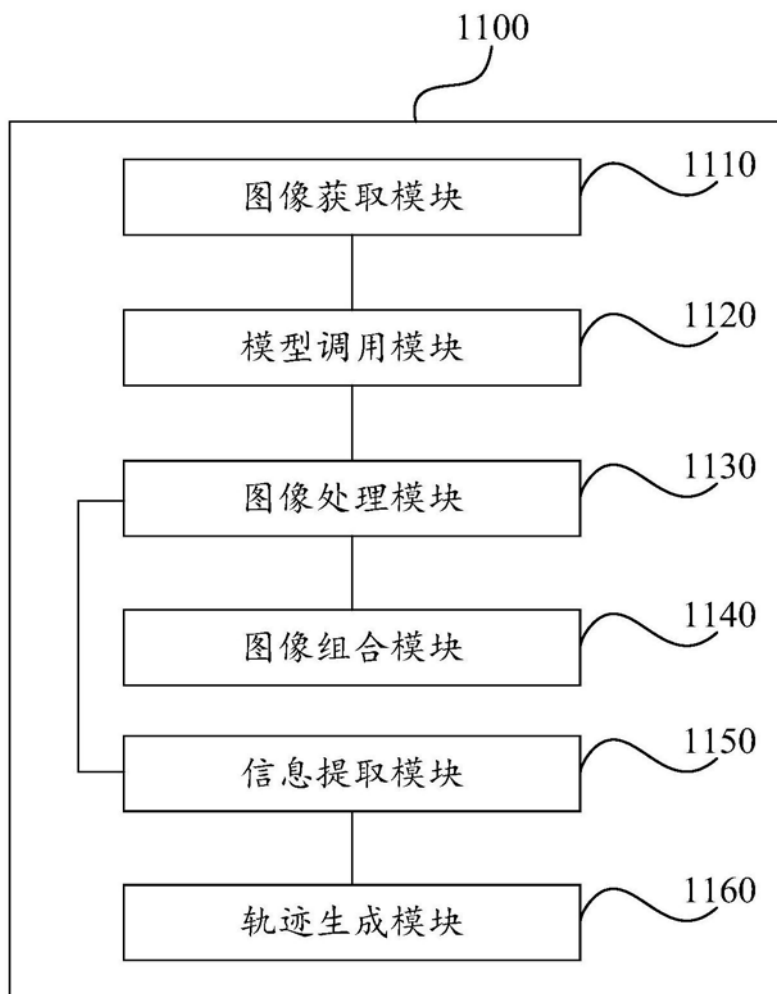 1100
图像获取模块 1110
模型调用模块 1120
图像处理模块 1130
图像组合模块 1140
信息提取模块 1150
轨迹生成模块 1160